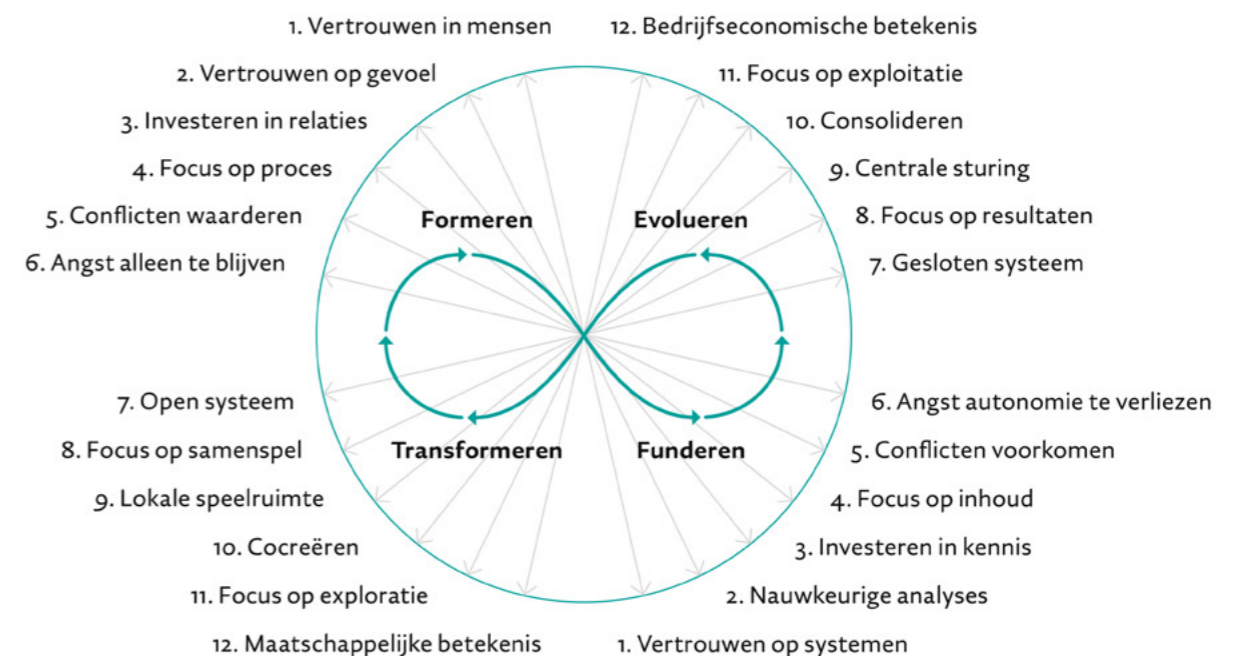 1. Vertrouwen in mensen
12. Bedrijfseconomische betekenis
2. Vertrouwen op gevoel
11. Focus op exploitatie
3. Investeren in relaties
10. Consolideren
4. Focus op proces
9. Centrale sturing
5. Conflicten waarderen
Formeren
Evolueren
8. Focus op resultaten
6. Angst alleen te blijven
7. Gesloten systeem
7. Open systeem
6. Angst autonomie te verliezen
8. Focus op samenspel
Transformeren
Funderen
5. Conflicten voorkomen
9. Lokale speelruimte
4. Focus op inhoud
10. Cocreëren
3. Investeren in kennis
11. Focus op exploratie
2. Nauwkeurige analyses
12. Maatschappelijke betekenis
1. Vertrouwen op systemen